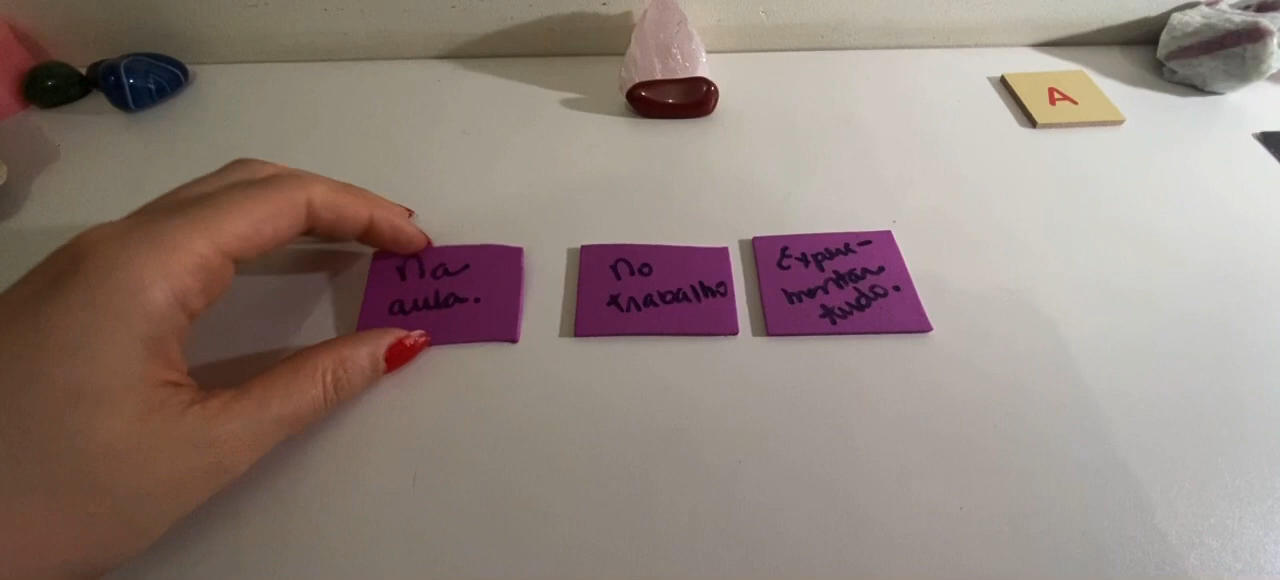 A
na
aula.
no
trabalho
Experi-
mentar
tudo.